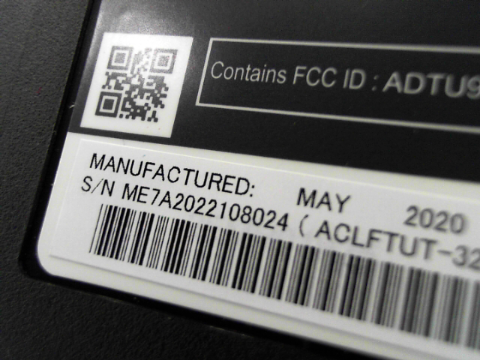 Contains FCC ID : ADTU9
MANUFACTURED: MAY 2020
S/N ME7A2022108024 ( ACLFTUT-32